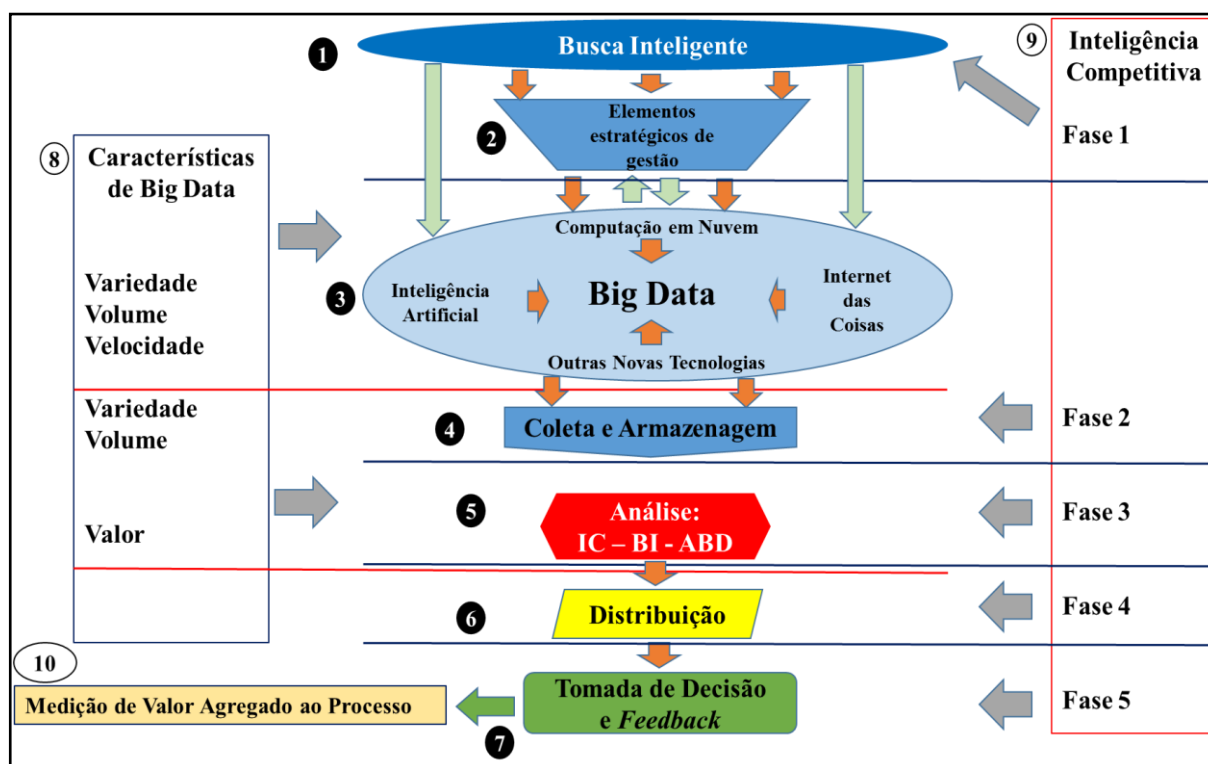 1
Busca Inteligente
9
Inteligência
Competitiva
2
Elementos
estratégicos de
gestão
Fase 1
8
Características
de Big Data
Variedade
Volume
Velocidade
3
Computação em Nuvem
Inteligência
Artificial
Big Data
Internet
das
Coisas
Outras Novas Tecnologias
Variedade
Volume
4
Coleta e Armazenagem
Fase 2
Valor
5
Análise:
IC – BI - ABD
Fase 3
6
Distribuição
Fase 4
10
Medição de Valor Agregado ao Processo
7
Tomada de Decisão
e Feedback
Fase 5